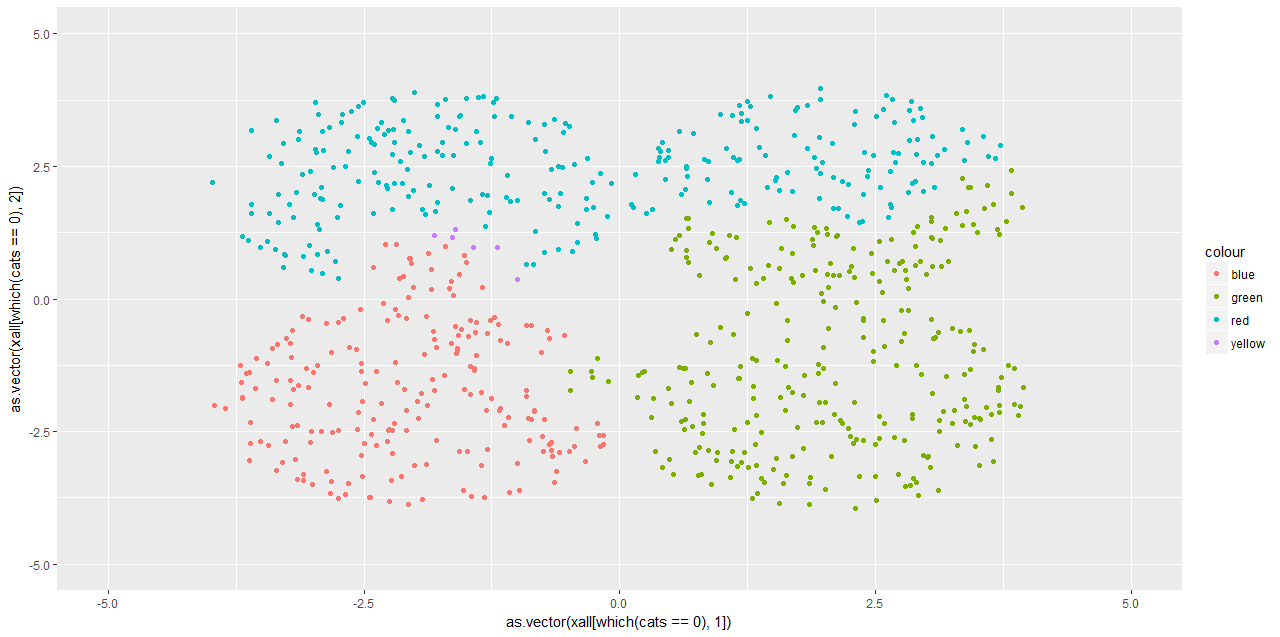 5.0
2.5
0.0
-2.5
-5.0
as.vector(xall[which(cats == 0), 2])
-5.0
-2.5
0.0
2.5
5.0
as.vector(xall[which(cats == 0), 1])
colour
blue
green
red
yellow